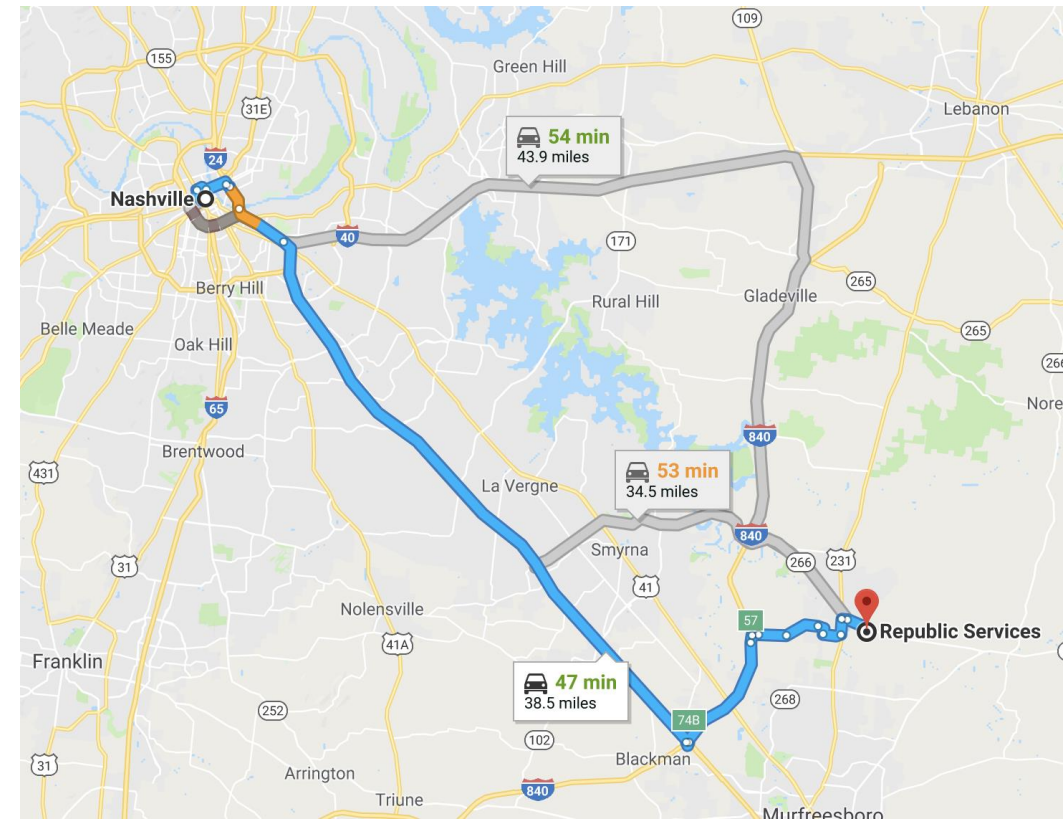 109
155
Green Hill
31E
Lebanon
54 min
43.9 miles
24
Nashville
40
171
Berry Hill
Rural Hill
Gladeville
265
Belle Meade
Oak Hill
265
65
Nore
840
Brentwood
431
53 min
34.5 miles
La Vergne
840
Smyrna
266
231
31
41
Nolensville
57
Republic Services
41A
Franklin
47 min
38.5 miles
268
252
74B
102
Blackman
31
Arrington
840
Triune
Murfreesboro